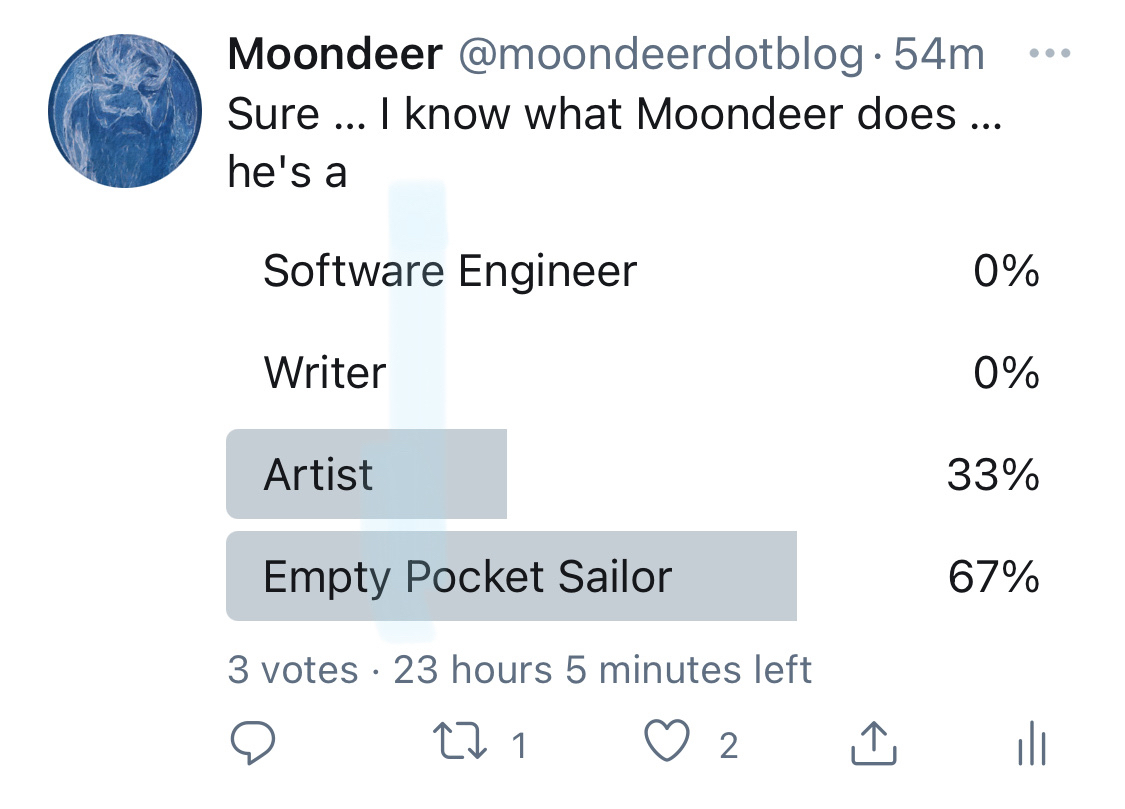 Moondeer @moondeerdotblog · 54m
Sure ... I know what Moondeer does ...
he's a
Software Engineer 0%
Writer 0%
Artist 33%
Empty Pocket Sailor 67%
3 votes · 23 hours 5 minutes left
1 2